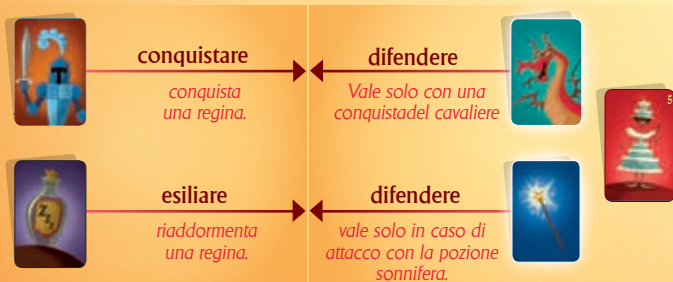 conquistare
difendere
conquista
una regina.
Vale solo con una
conquistadel cavaliere
5
esiliare
difendere
riaddormenta
una regina.
vale solo in caso di
attacco con la pozione
sonnifera.
ZZZ